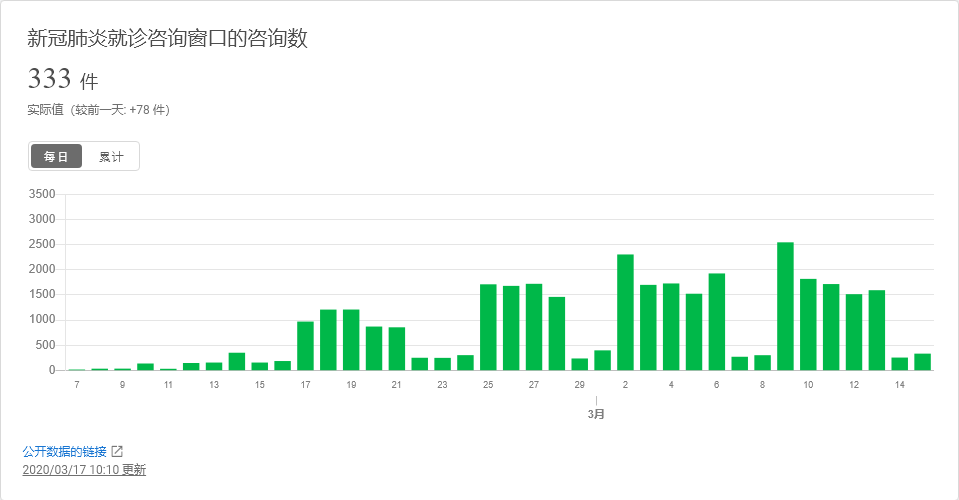 新冠肺炎就诊咨询窗口的咨询数
333 件
实际值（较前一天: +78 件）
每日 累计
3500
3000
2500
2000
1500
1000
500
0
7 9 11 13 15 17 19 21 23 25 27 29 2 4 6 8 10 12 14
3月
公开数据的链接
2020/03/17 10:10 更新